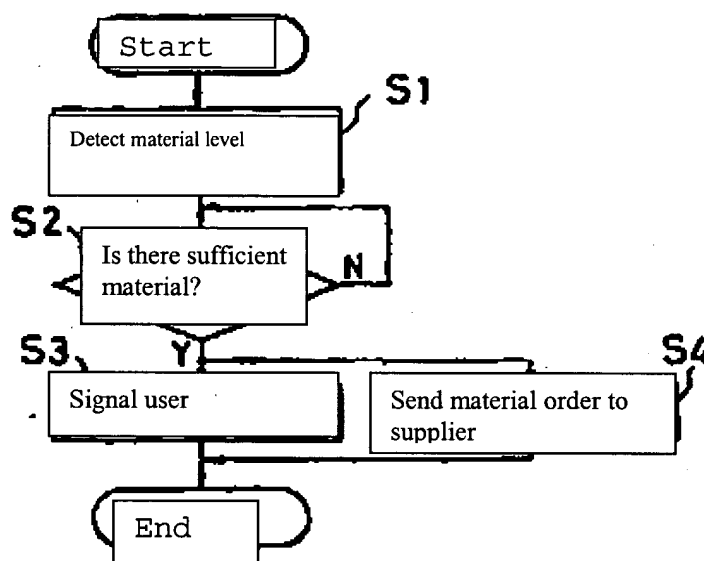 Start
S1
Detect material level
S2
Is there sufficient
material?
N
Y
S3
S4
Signal user
Send material order to
supplier
End